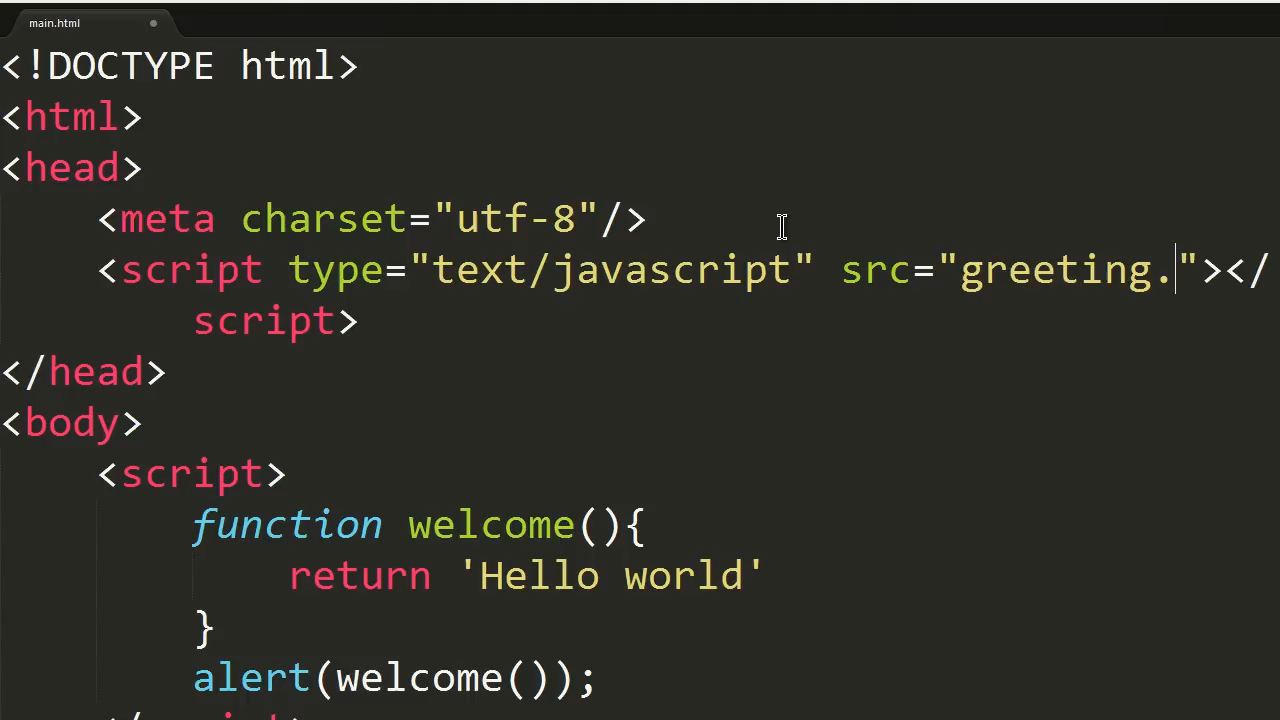 main.html
<!DOCTYPE html>
<html>
<head>
    <meta charset="utf-8"/>
    <script type="text/javascript" src="greeting."></
        script>
</head>
<body>
    <script>
        function welcome(){
            return 'Hello world'
        }
        alert(welcome());
    </script>